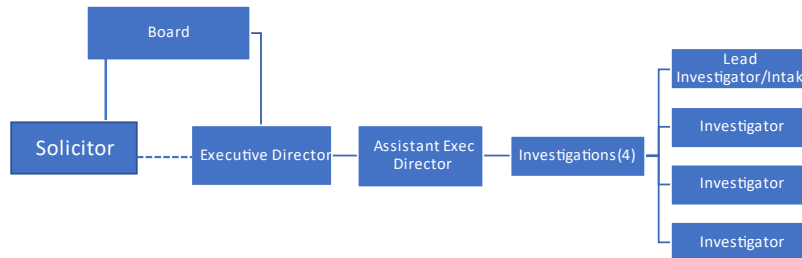 Board
Solicitor
Executive Director
Assistant Exec
Director
Investigations(4)
Lead
Investigator/Intak
Investigator
Investigator
Investigator